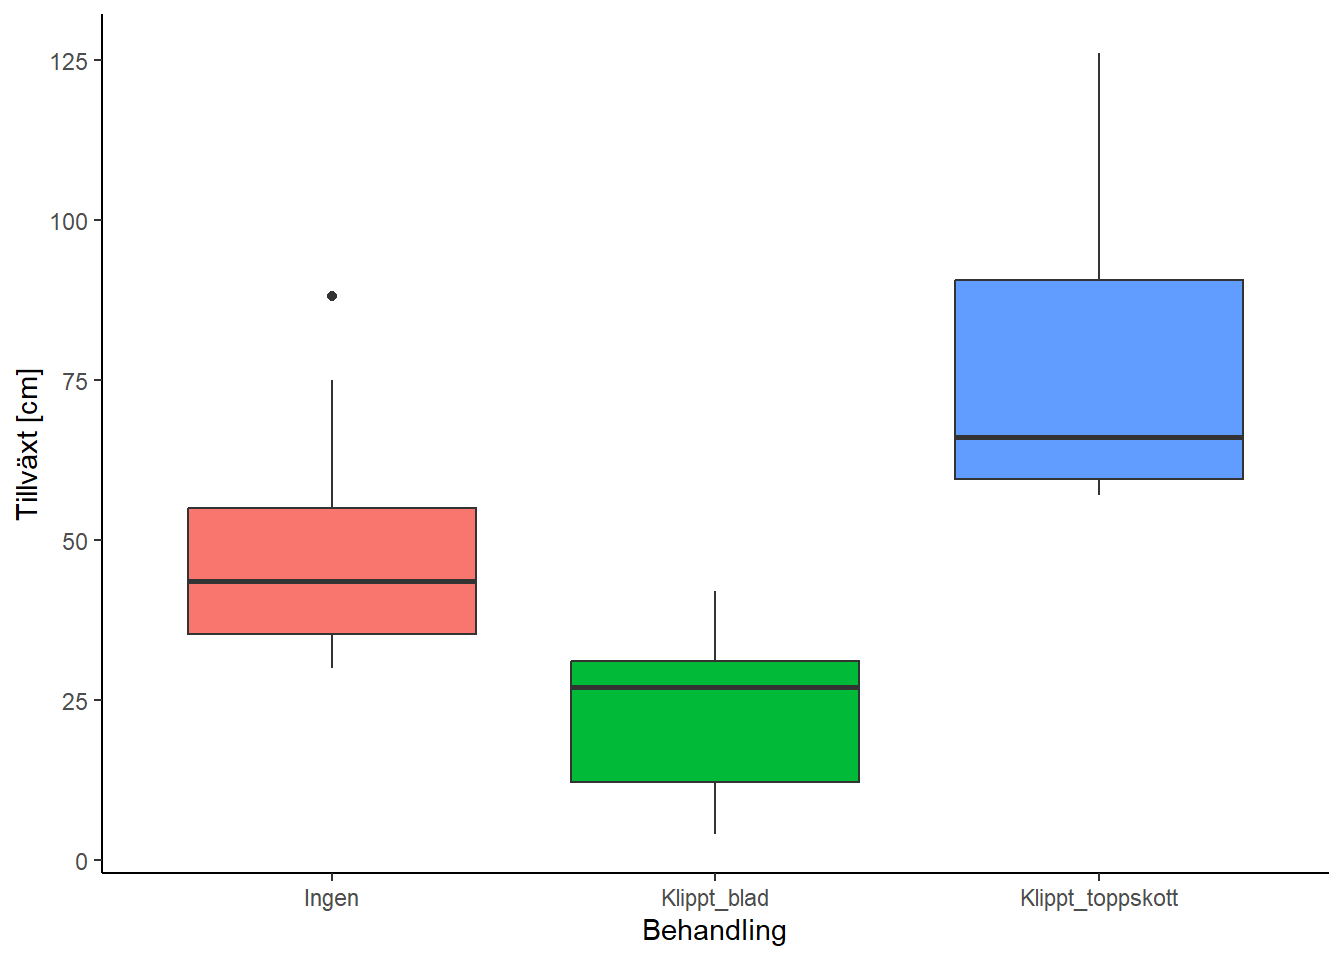 Tillväxt [cm]
125
100
75
50
25
0
Ingen
Klippt_blad
Klippt_toppskott
Behandling